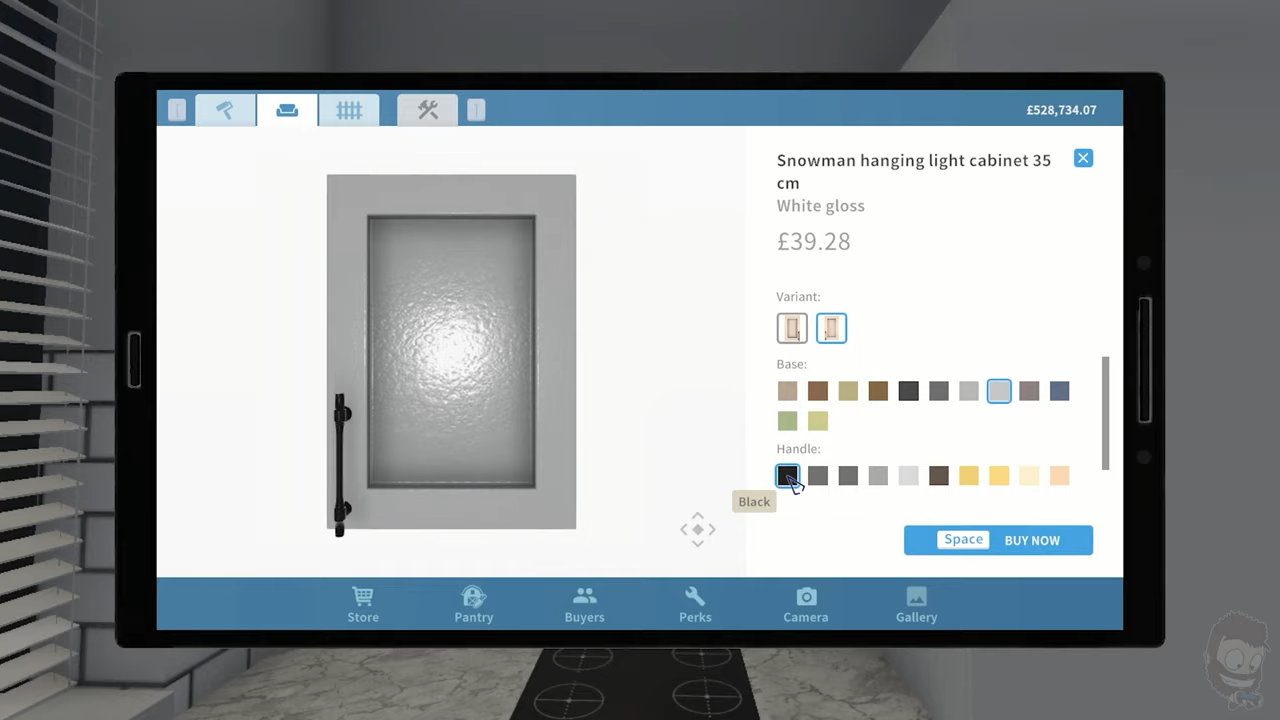 £528,734.07
Snowman hanging light cabinet 35
cm
White gloss
£39.28
Variant:
Base:
Handle:
Black
Space BUY NOW
Store Pantry Buyers Perks Camera Gallery